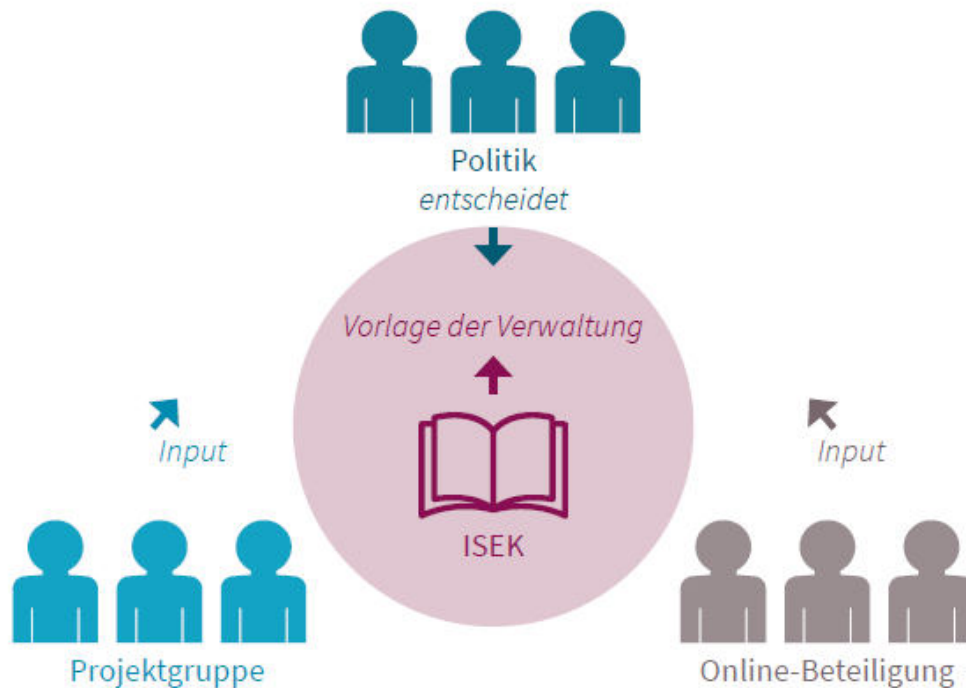 Politik
entscheidet
Vorlage der Verwaltung
Input
Input
ISEK
Projektgruppe
Online-Beteiligung